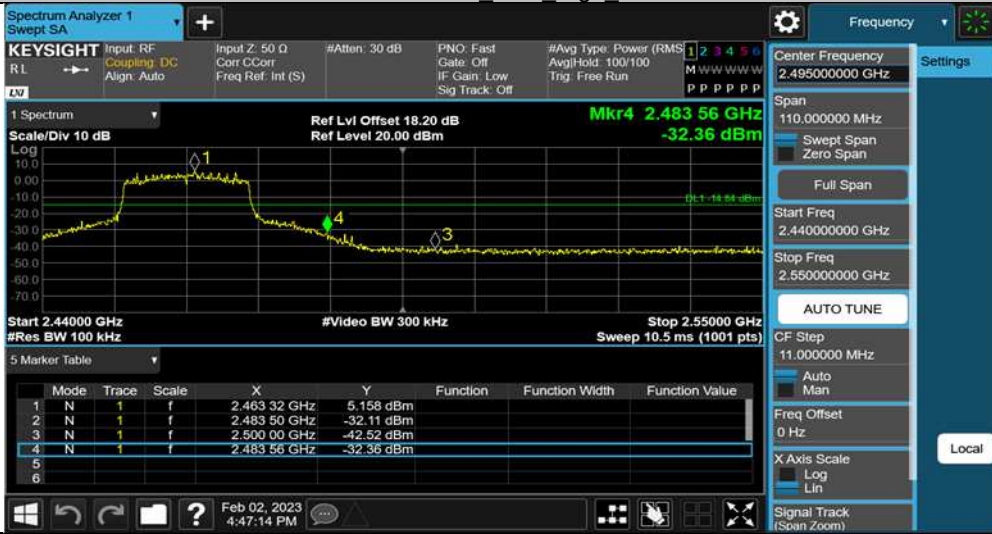 Spectrum Analyzer 1
Swept SA
+
Frequency
KEYSIGHT
RL
LXI
Input: RF
Coupling: DC
Align: Auto
Input Z: 50 Ω
Corr CCorr
Freq Ref: Int (S)
#Atten: 30 dB
PNO: Fast
Gate: Off
IF Gain: Low
Sig Track: Off
#Avg Type: Power (RMS
Avg|Hold: 100/100
Trig: Free Run
1 2 3 4 5 6
M W W W W W
P P P P P P
1 Spectrum
Scale/Div 10 dB
Ref Lvl Offset 18.20 dB
Ref Level 20.00 dBm
Mkr4 2.483 56 GHz
-32.36 dBm
Log
10.0
0.00
-10.0
-20.0
-30.0
-40.0
-50.0
-60.0
-70.0
1
4
3
DL1 -14.84 dBm
Start 2.44000 GHz
#Res BW 100 kHz
#Video BW 300 kHz
Stop 2.55000 GHz
Sweep 10.5 ms (1001 pts)
5 Marker Table
Mode Trace Scale X Y Function Function Width Function Value
1 N 1 f 2.463 32 GHz 5.158 dBm
2 N 1 f 2.483 50 GHz -32.11 dBm
3 N 1 f 2.500 00 GHz -42.52 dBm
4 N 1 f 2.483 56 GHz -32.36 dBm
5
6
?
Feb 02, 2023
4:47:14 PM
Center Frequency
2.495000000 GHz
Span
110.000000 MHz
Swept Span
Zero Span
Full Span
Start Freq
2.440000000 GHz
Stop Freq
2.550000000 GHz
AUTO TUNE
CF Step
11.000000 MHz
Auto
Man
Freq Offset
0 Hz
X Axis Scale
Log
Lin
Signal Track
(Span Zoom)
Settings
Local